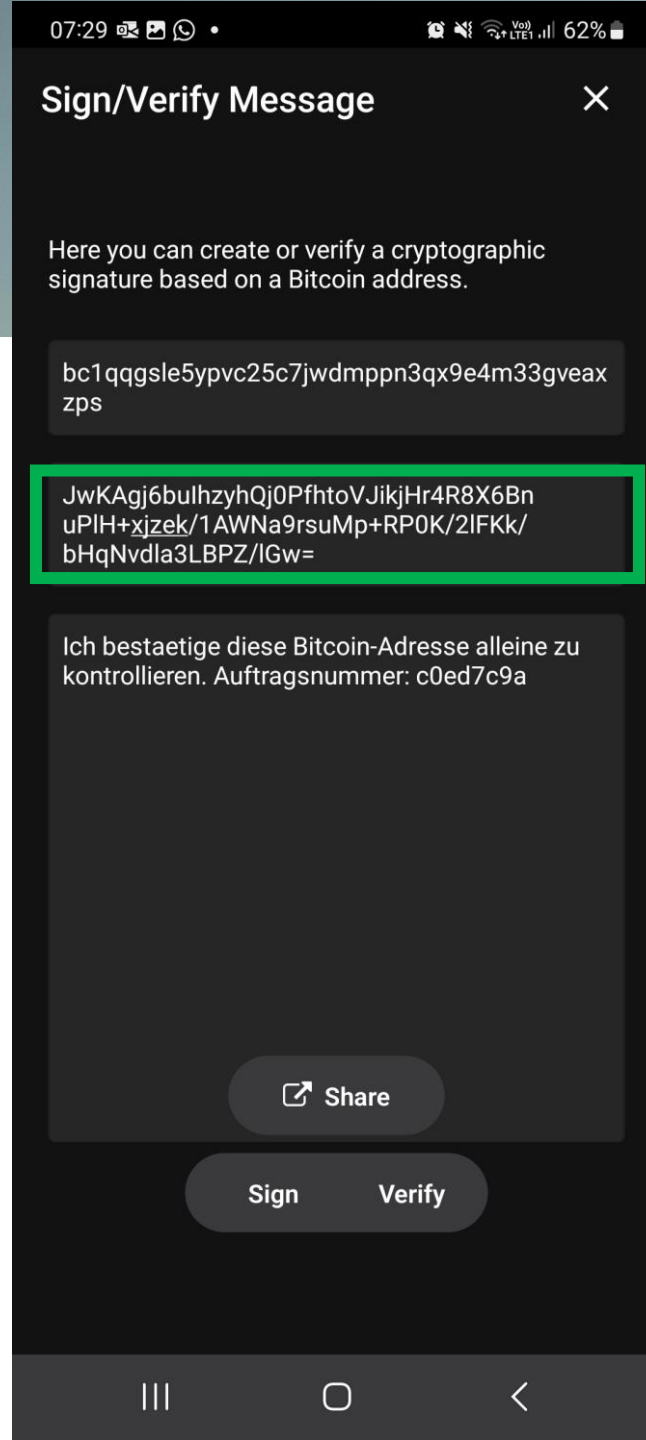 07:29
Vo))
LTE1
62%
Sign/Verify Message
Here you can create or verify a cryptographic
signature based on a Bitcoin address.
bc1qqgsle5ypvc25c7jwdmppn3qx9e4m33gveax
zps
JwKAgj6buIhzyhQj0PfhtoVJikjHr4R8X6Bn
uPlH+xjzek/1AWNa9rsuMp+RP0K/2lFKk/
bHqNvdla3LBPZ/lGw=
Ich bestaetige diese Bitcoin-Adresse alleine zu
kontrollieren. Auftragsnummer: c0ed7c9a
Share
Sign Verify